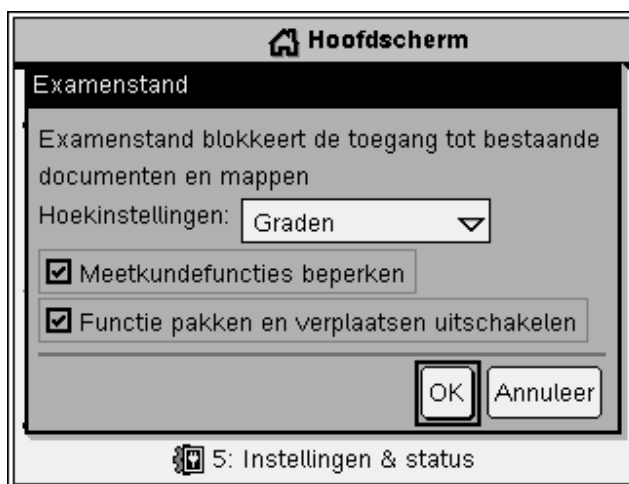 Hoofdscherm
Examenstand
Examenstand blokkeert de toegang tot bestaande
documenten en mappen
Hoekinstellingen: Graden
Meetkundefuncties beperken
Functie pakken en verplaatsen uitschakelen
OK Annuleer
5: Instellingen & status